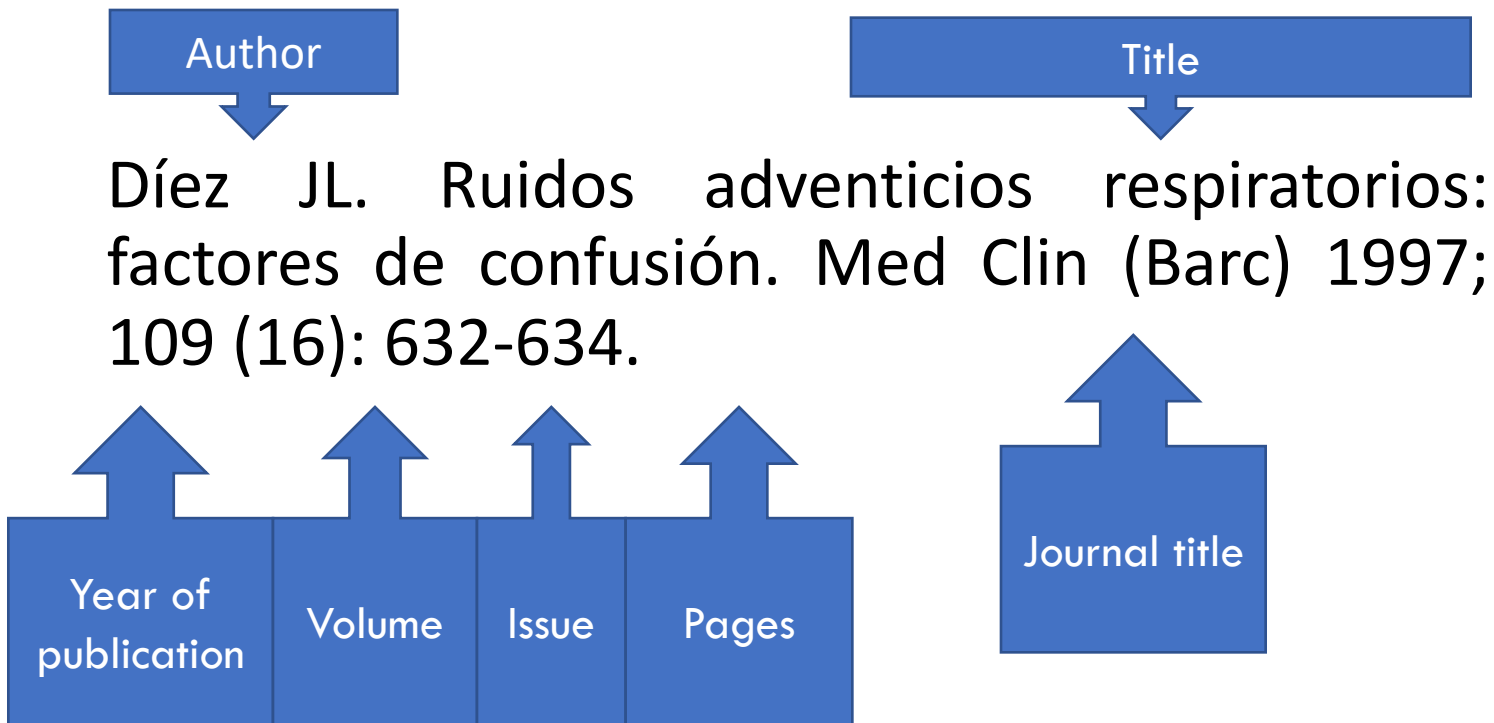 Author
Title
Díez JL. Ruidos adventicios respiratorios:
factores de confusión. Med Clin (Barc) 1997;
109 (16): 632-634.
Year of
publication
Volume
Issue
Pages
Journal title